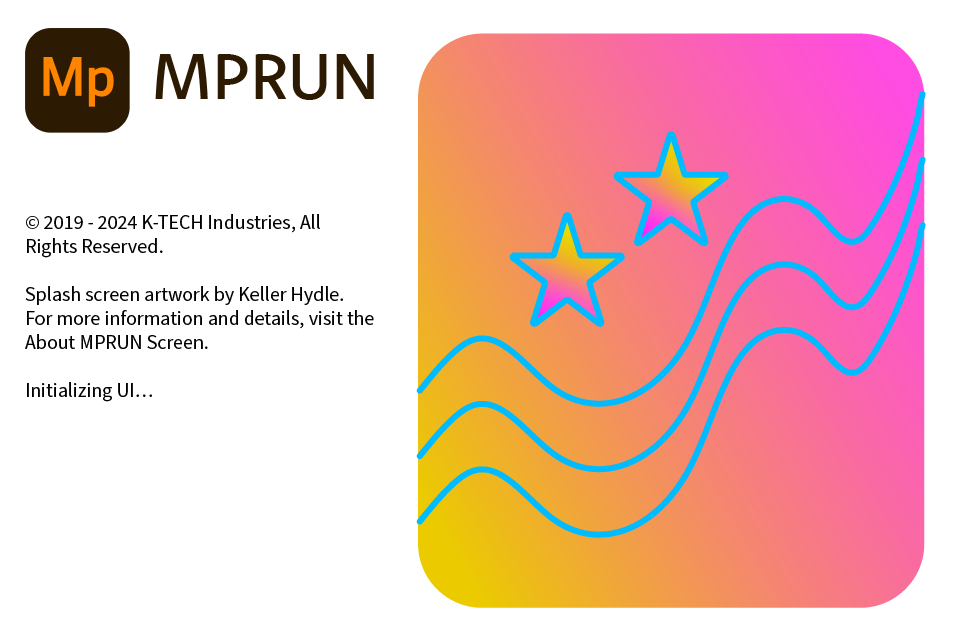 Mp
MPRUN
© 2019 - 2024 K-TECH Industries, All
Rights Reserved.
Splash screen artwork by Keller Hydle.
For more information and details, visit the
About MPRUN Screen.
Initializing UI…